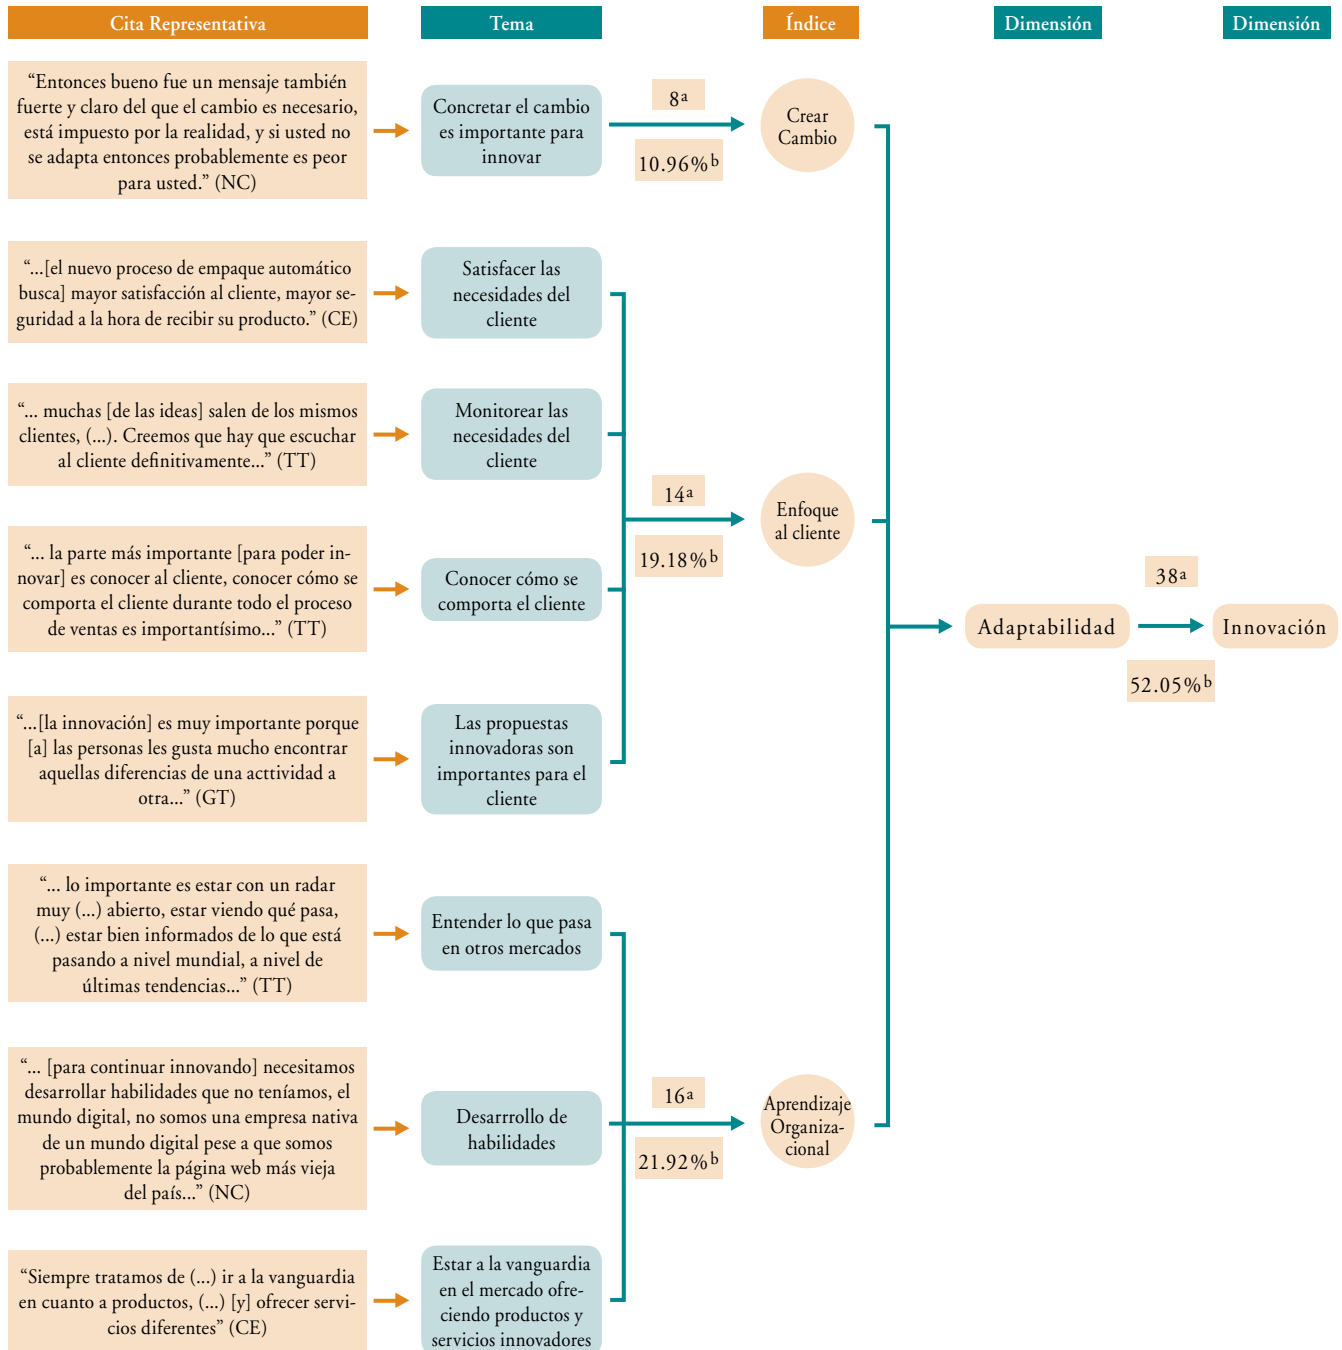 Cita Representativa
Tema
Índice
Dimensión
Dimensión
“Entonces bueno fue un mensaje también
fuerte y claro del que el cambio es necesario,
está impuesto por la realidad, y si usted no
se adapta entonces probablemente es peor
para usted.” (NC)
Concretar el cambio
es importante para
innovar
8a
10.96%b
Crear
Cambio
“...[el nuevo proceso de empaque automático
busca] mayor satisfacción al cliente, mayor se-
guridad a la hora de recibir su producto.” (CE)
Satisfacer las
necesidades del
cliente
“... muchas [de las ideas] salen de los mismos
clientes, (...). Creemos que hay que escuchar
al cliente definitivamente...” (TT)
Monitorear las
necesidades del
cliente
“... la parte más importante [para poder in-
novar] es conocer al cliente, conocer cómo se
comporta el cliente durante todo el proceso
de ventas es importantísimo...” (TT)
Conocer cómo se
comporta el cliente
“...[la innovación] es muy importante porque
[a] las personas les gusta mucho encontrar
aquellas diferencias de una acttividad a
otra...” (GT)
Las propuestas
innovadoras son
importantes para el
cliente
14a
19.18%b
Enfoque
al cliente
“... lo importante es estar con un radar
muy (...) abierto, estar viendo qué pasa,
(...) estar bien informados de lo que está
pasando a nivel mundial, a nivel de
últimas tendencias...” (TT)
Entender lo que pasa
en otros mercados
“... [para continuar innovando] necesitamos
desarrollar habilidades que no teníamos, el
mundo digital, no somos una empresa nativa
de un mundo digital pese a que somos
probablemente la página web más vieja
del país...” (NC)
Desarrrollo de
habilidades
“Siempre tratamos de (...) ir a la vanguardia
en cuanto a productos, (...) [y] ofrecer servi-
cios diferentes” (CE)
Estar a la vanguardia
en el mercado ofre-
ciendo productos y
servicios innovadores
16a
21.92%b
Aprendizaje
Organiza-
cional
Adaptabilidad
38a
52.05%b
Innovación